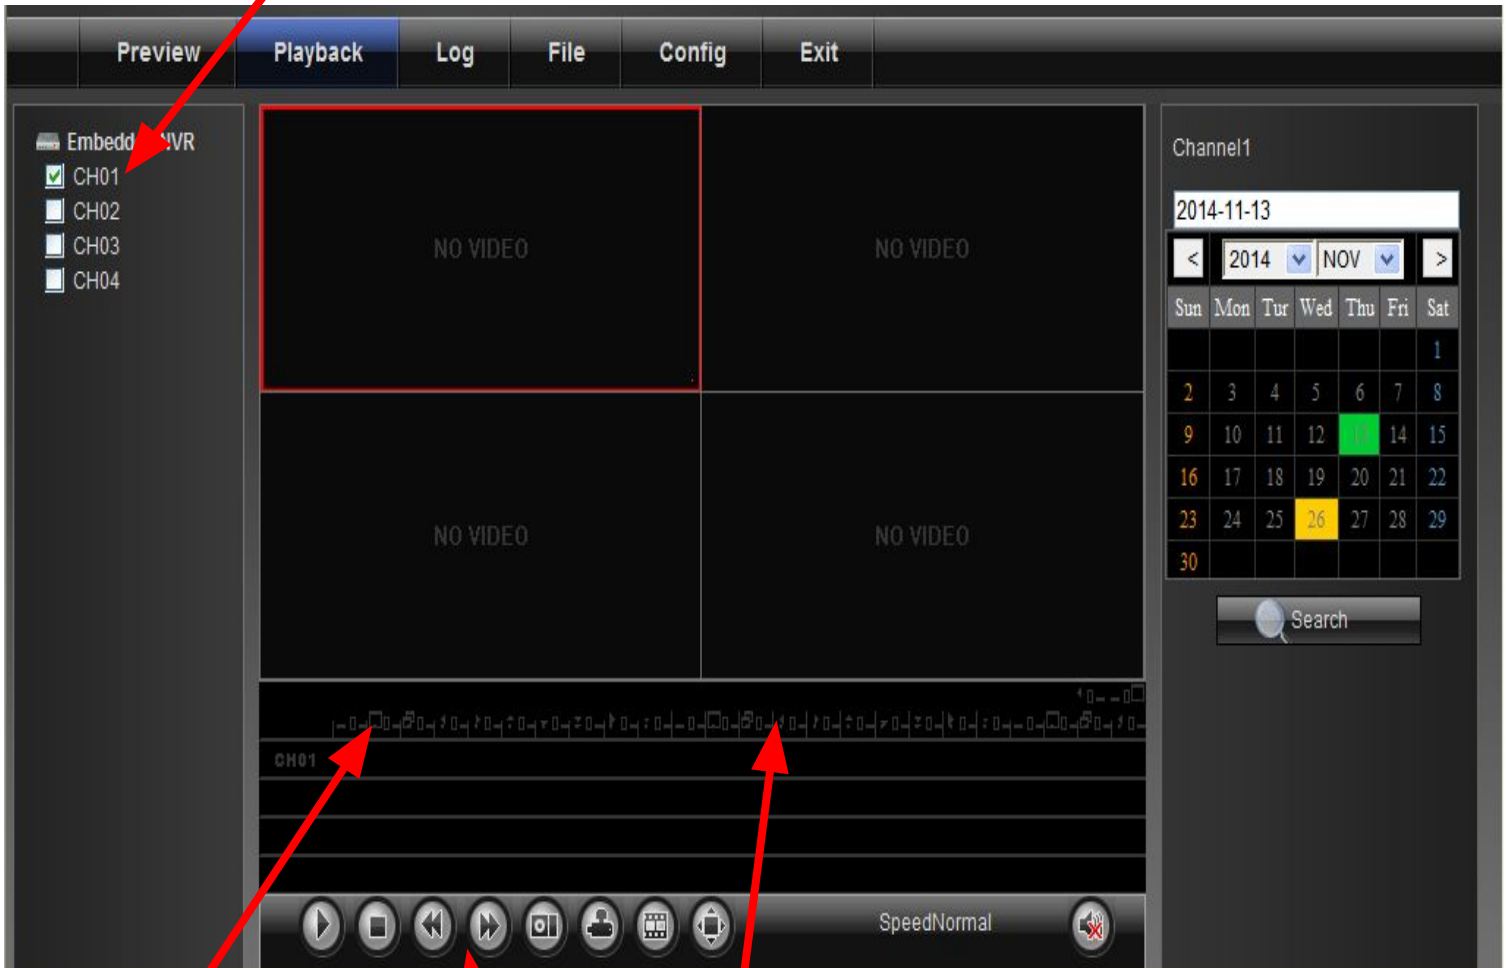 Preview Playback Log File Config Exit
Embedd NVR
CH01
CH02
CH03
CH04
NO VIDEO NO VIDEO
NO VIDEO NO VIDEO
CH01
SpeedNormal
Channel1
2014-11-13
< 2014 NOV >
Sun Mon Tur Wed Thu Fri Sat
1
2 3 4 5 6 7 8
9 10 11 12 13 14 15
16 17 18 19 20 21 22
23 24 25 26 27 28 29
30
Search